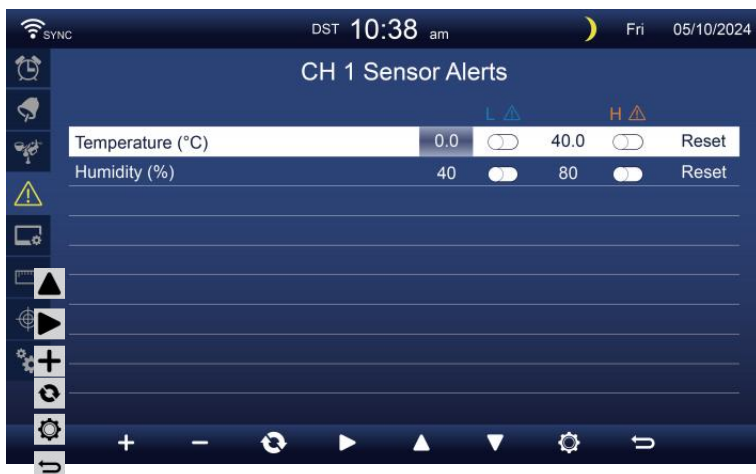 SYNC DST 10:38 am Fri 05/10/2024
CH 1 Sensor Alerts
L H
Temperature (°C) 0.0 40.0 Reset
Humidity (%) 40 80 Reset